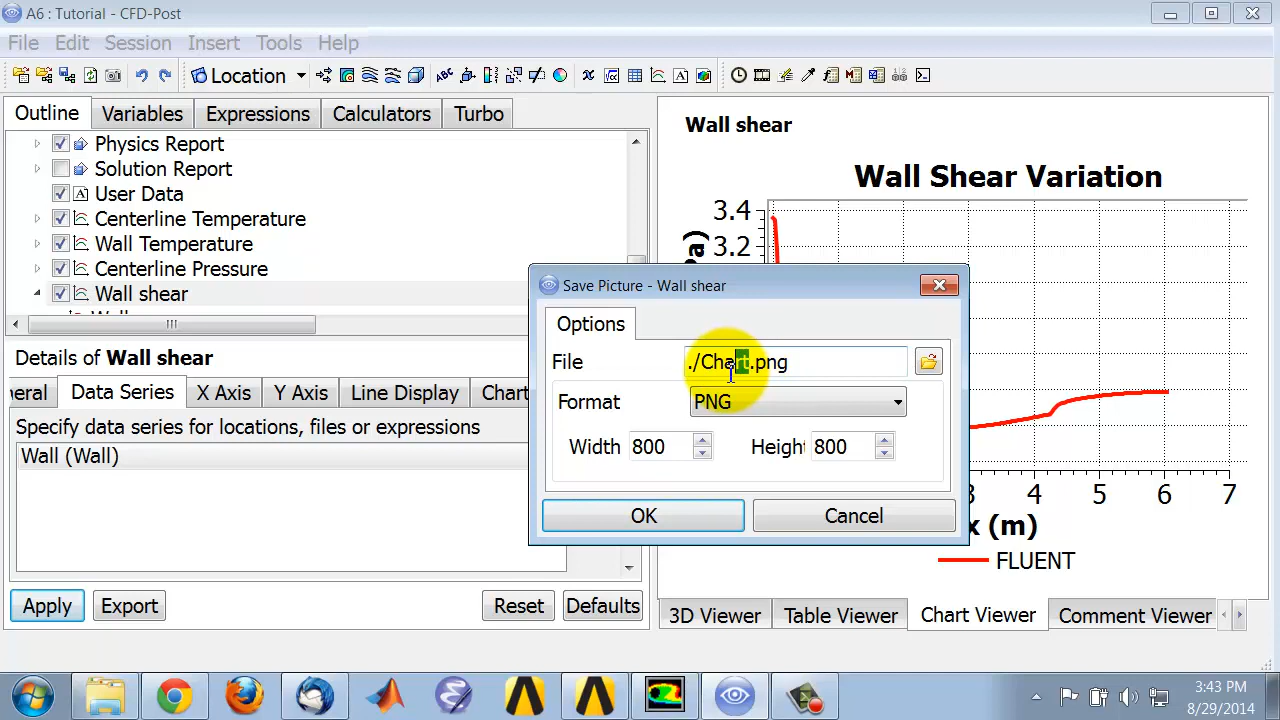 A6 : Tutorial - CFD-Post
File Edit Session Insert Tools Help
Location
Outline Variables Expressions Calculators Turbo
Physics Report
Solution Report
User Data
Centerline Temperature
Wall Temperature
Centerline Pressure
Wall shear
Details of Wall shear
Data Series X Axis Y Axis Line Display Chart
Specify data series for locations, files or expressions
Wall (Wall)
Apply Export Reset Defaults
Wall shear
Wall Shear Variation
3.4
3.2
Save Picture - Wall shear
Options
File ./Chart.png
Format PNG
Width 800 Height 800
OK Cancel
3 4 5 6 7
x (m)
FLUENT
3D Viewer Table Viewer Chart Viewer Comment Viewer
3:43 PM
8/29/2014